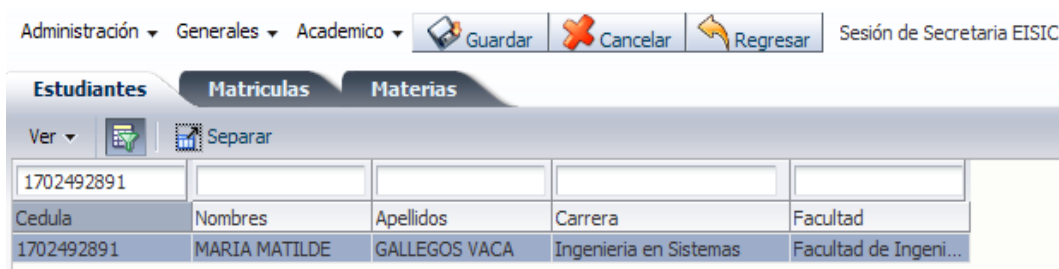 Administración Generales Academico Guardar Cancelar Regresar Sesión de Secretaria EISIC
Estudiantes Matriculas Materias
Ver Separar
1702492891
Cedula Nombres Apellidos Carrera Facultad
1702492891 MARIA MATILDE GALLEGOS VACA Ingenieria en Sistemas Facultad de Ingeni...